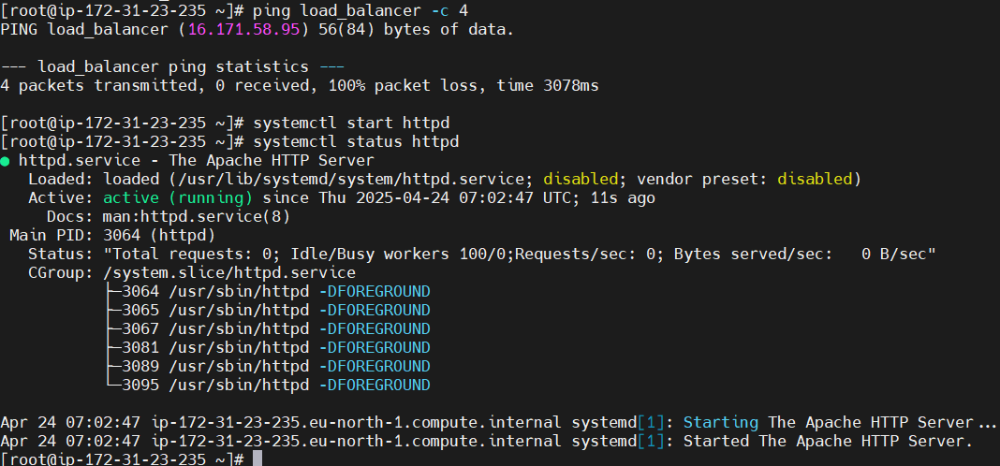 [root@ip-172-31-23-235 ~]# ping load_balancer -c 4
PING load_balancer (16.171.58.95) 56(84) bytes of data.

--- load_balancer ping statistics ---
4 packets transmitted, 0 received, 100% packet loss, time 3078ms

[root@ip-172-31-23-235 ~]# systemctl start httpd
[root@ip-172-31-23-235 ~]# systemctl status httpd
● httpd.service - The Apache HTTP Server
   Loaded: loaded (/usr/lib/systemd/system/httpd.service; disabled; vendor preset: disabled)
   Active: active (running) since Thu 2025-04-24 07:02:47 UTC; 11s ago
     Docs: man:httpd.service(8)
 Main PID: 3064 (httpd)
   Status: "Total requests: 0; Idle/Busy workers 100/0;Requests/sec: 0; Bytes served/sec:   0 B/sec"
   CGroup: /system.slice/httpd.service
           ├─3064 /usr/sbin/httpd -DFOREGROUND
           ├─3065 /usr/sbin/httpd -DFOREGROUND
           ├─3067 /usr/sbin/httpd -DFOREGROUND
           ├─3081 /usr/sbin/httpd -DFOREGROUND
           ├─3089 /usr/sbin/httpd -DFOREGROUND
           └─3095 /usr/sbin/httpd -DFOREGROUND

Apr 24 07:02:47 ip-172-31-23-235.eu-north-1.compute.internal systemd[1]: Starting The Apache HTTP Server...
Apr 24 07:02:47 ip-172-31-23-235.eu-north-1.compute.internal systemd[1]: Started The Apache HTTP Server.
[root@ip-172-31-23-235 ~]#